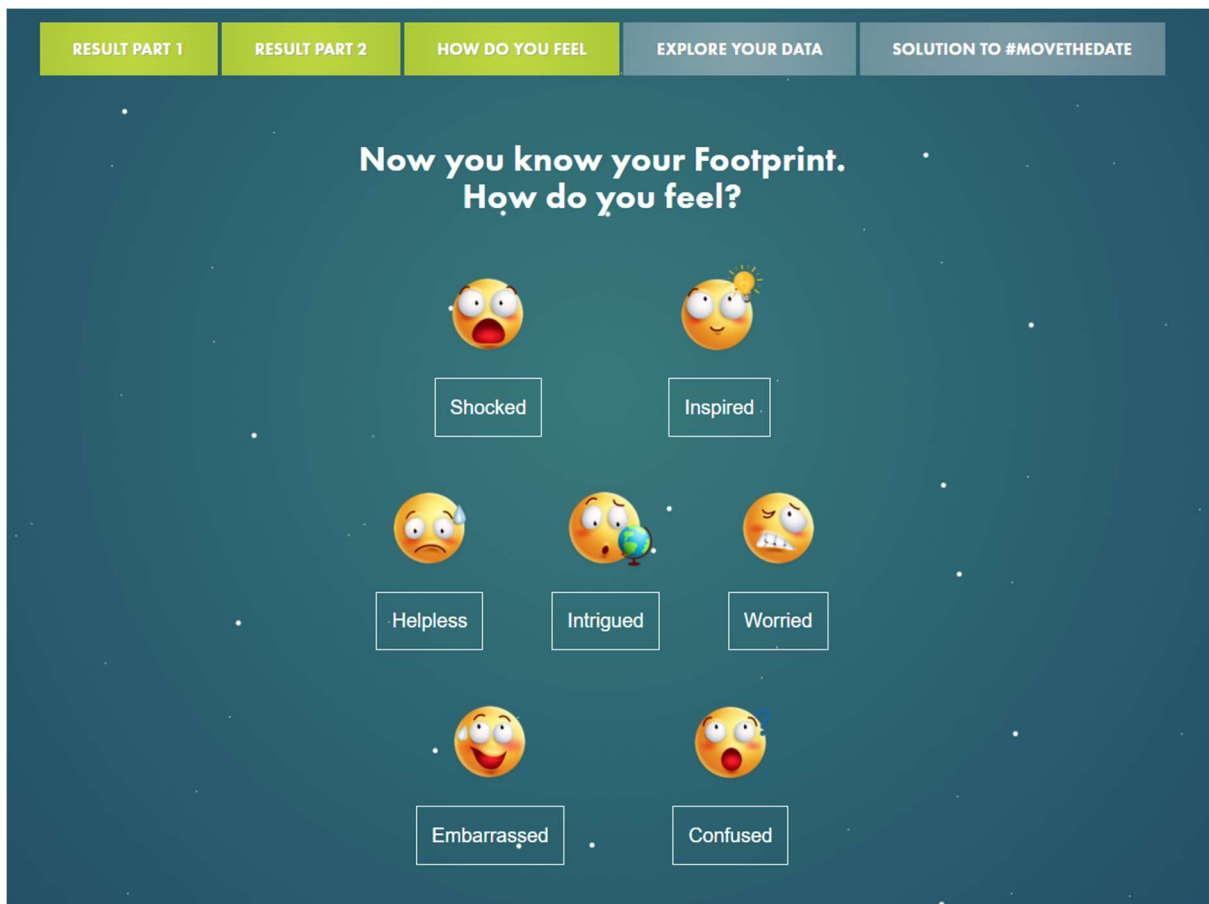 RESULT PART 1
RESULT PART 2
HOW DO YOU FEEL
EXPLORE YOUR DATA
SOLUTION TO #MOVETHEDATE
Now you know your Footprint.
How do you feel?
Shocked
Inspired
Helpless
Intrigued
Worried
Embarrassed
Confused